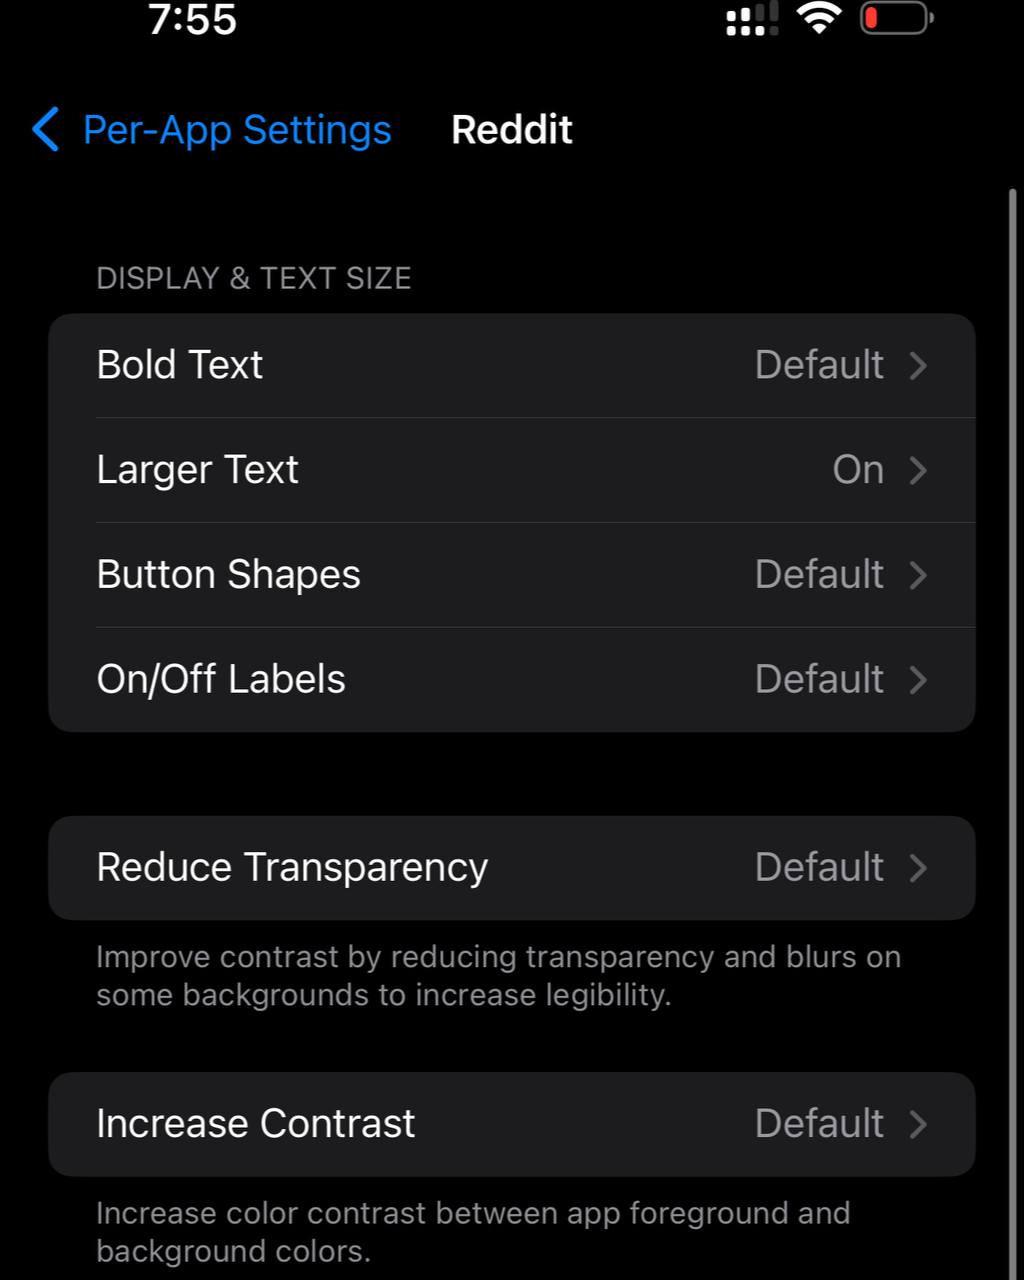 7:55
Per-App Settings
Reddit
DISPLAY & TEXT SIZE
Bold Text Default
Larger Text On
Button Shapes Default
On/Off Labels Default
Reduce Transparency Default
Improve contrast by reducing transparency and blurs on
some backgrounds to increase legibility.
Increase Contrast Default
Increase color contrast between app foreground and
background colors.